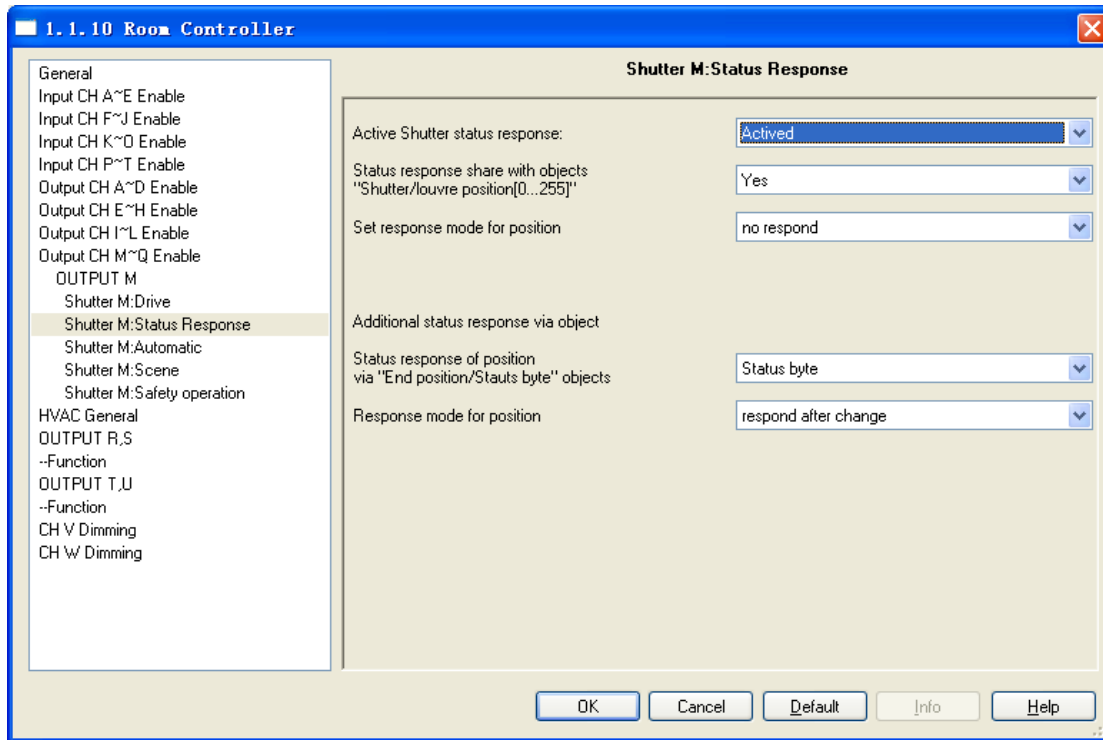 1.1.10 Room Controller
General
Input CH A~E Enable
Input CH F~J Enable
Input CH K~O Enable
Input CH P~T Enable
Output CH A~D Enable
Output CH E~H Enable
Output CH I~L Enable
Output CH M~Q Enable
OUTPUT M
Shutter M:Drive
Shutter M:Status Response
Shutter M:Automatic
Shutter M:Scene
Shutter M:Safety operation
HVAC General
OUTPUT R,S
--Function
OUTPUT T,U
--Function
CH V Dimming
CH W Dimming
Shutter M:Status Response
Active Shutter status response:
Actived
Status response share with objects
"Shutter/louvre position[0...255]"
Yes
Set response mode for position
no respond
Additional status response via object
Status response of position
via "End position/Stauts byte" objects
Status byte
Response mode for position
respond after change
OK
Cancel
Default
Info
Help